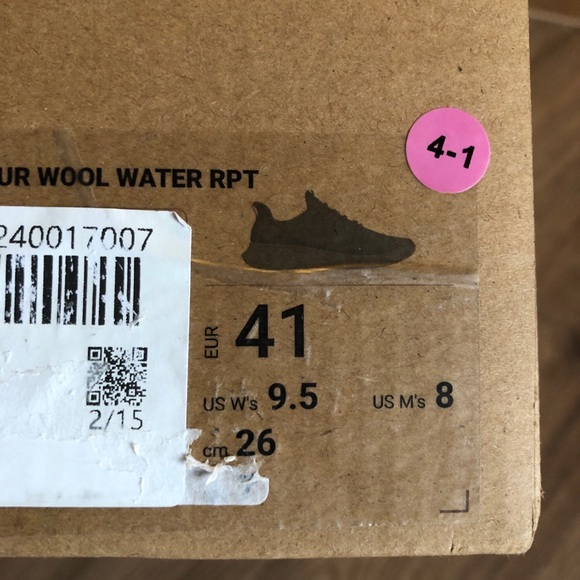 4-1
UR WOOL WATER RPT
240017007
EUR 41
2/15
US W's 9.5 US M's 8
cm 26